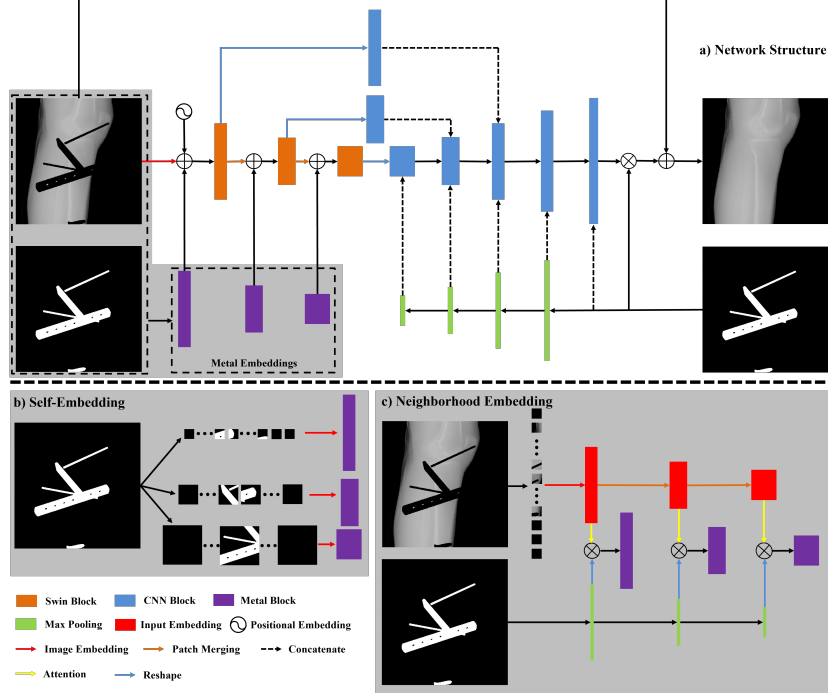 a) Network Structure
Metal Embeddings
b) Self-Embedding
c) Neighborhood Embedding
Swin Block
CNN Block
Metal Block
Max Pooling
Input Embedding
Positional Embedding
Image Embedding
Patch Merging
Concatenate
Attention
Reshape